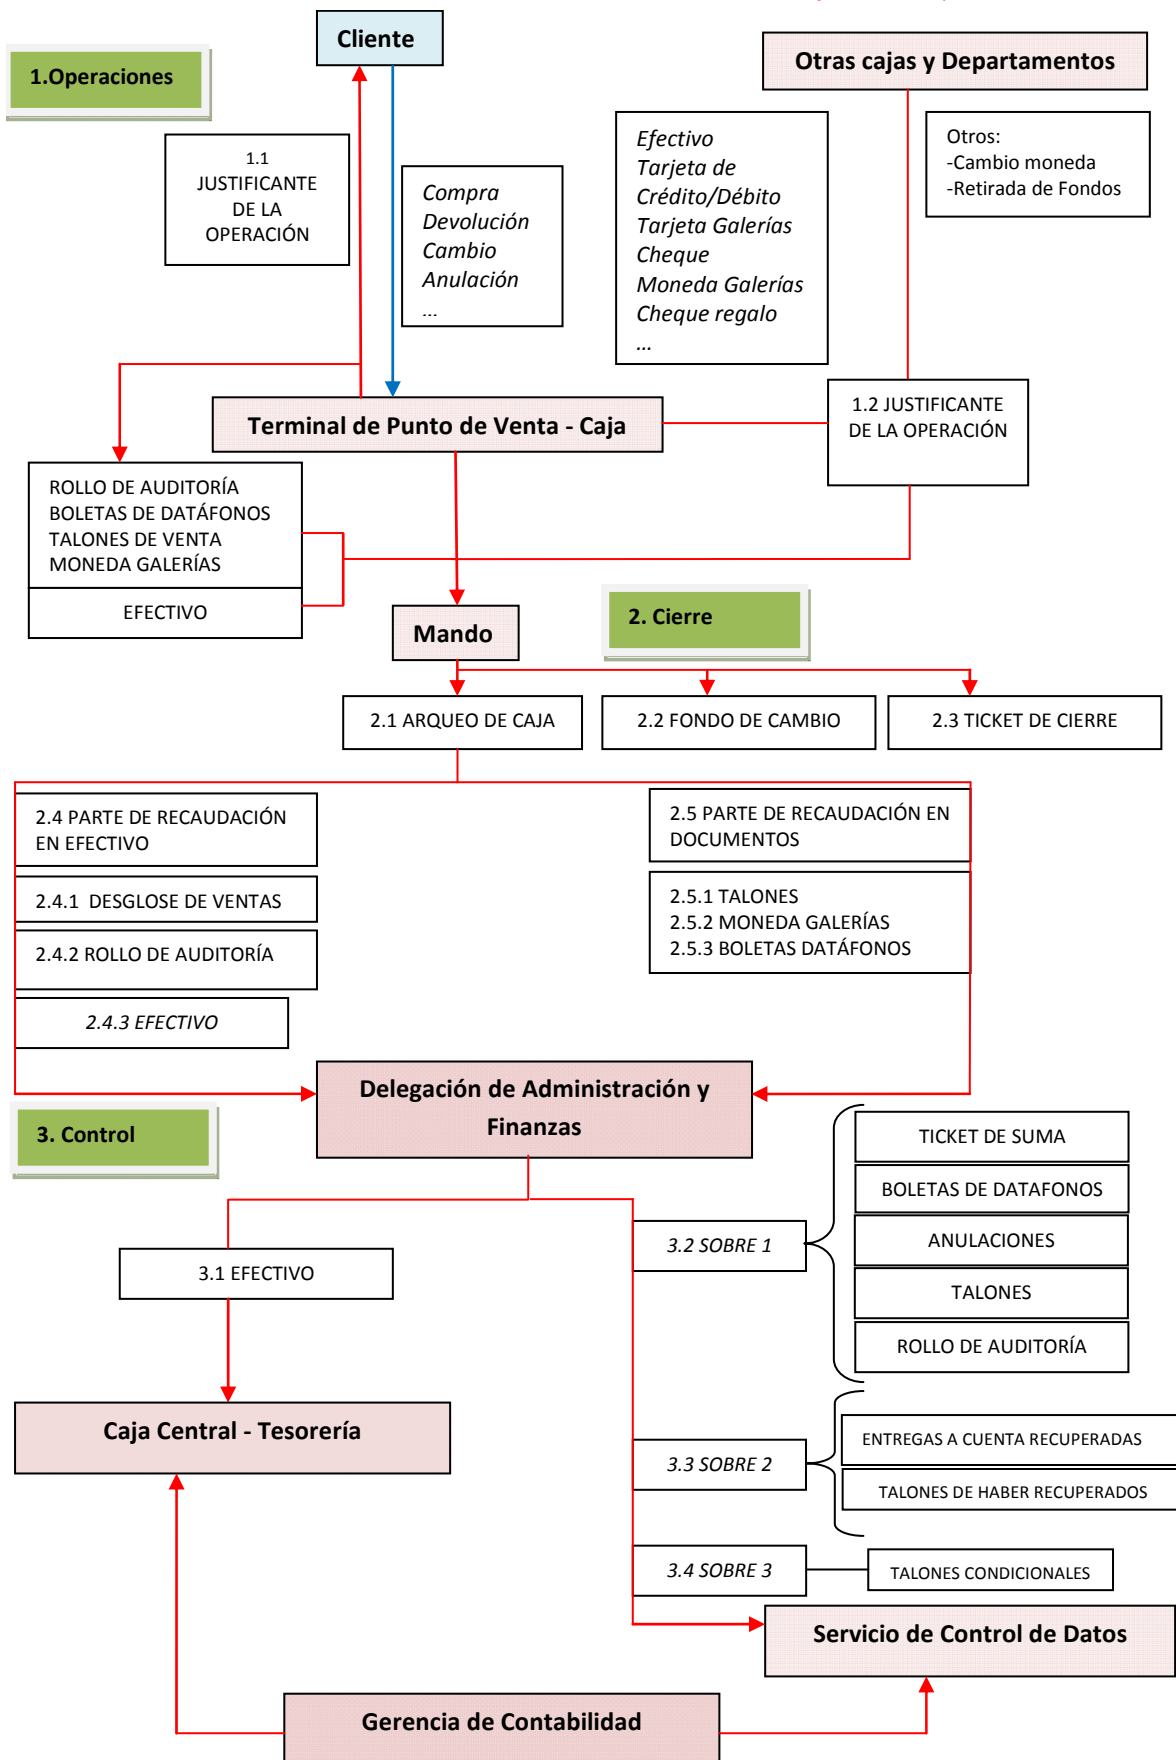 Cliente
1.Operaciones
Otras cajas y Departamentos
1.1
JUSTIFICANTE
DE LA
OPERACIÓN
Compra
Devolución
Cambio
Anulación
...
Efectivo
Tarjeta de
Crédito/Débito
Tarjeta Galerías
Cheque
Moneda Galerías
Cheque regalo
...
Otros:
-Cambio moneda
-Retirada de Fondos
Terminal de Punto de Venta - Caja
1.2 JUSTIFICANTE
DE LA OPERACIÓN
ROLLO DE AUDITORÍA
BOLETAS DE DATÁFONOS
TALONES DE VENTA
MONEDA GALERÍAS
EFECTIVO
Mando
2. Cierre
2.1 ARQUEO DE CAJA
2.2 FONDO DE CAMBIO
2.3 TICKET DE CIERRE
2.4 PARTE DE RECAUDACIÓN
EN EFECTIVO
2.4.1 DESGLOSE DE VENTAS
2.4.2 ROLLO DE AUDITORÍA
2.4.3 EFECTIVO
2.5 PARTE DE RECAUDACIÓN EN
DOCUMENTOS
2.5.1 TALONES
2.5.2 MONEDA GALERÍAS
2.5.3 BOLETAS DATÁFONOS
Delegación de Administración y
Finanzas
3. Control
3.1 EFECTIVO
3.2 SOBRE 1
TICKET DE SUMA
BOLETAS DE DATAFONOS
ANULACIONES
TALONES
ROLLO DE AUDITORÍA
Caja Central - Tesorería
3.3 SOBRE 2
ENTREGAS A CUENTA RECUPERADAS
TALONES DE HABER RECUPERADOS
3.4 SOBRE 3
TALONES CONDICIONALES
Servicio de Control de Datos
Gerencia de Contabilidad